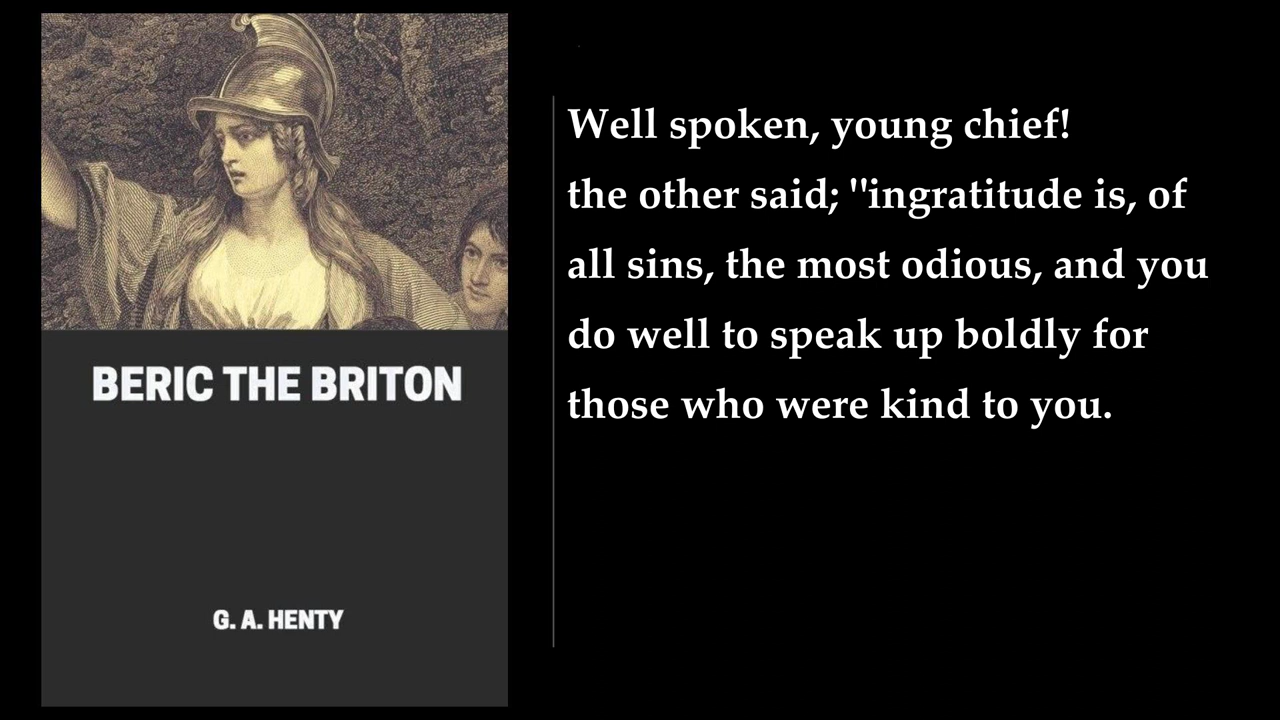 BERIC THE BRITON
G. A. HENTY
Well spoken, young chief!
the other said; "ingratitude is, of
all sins, the most odious, and you
do well to speak up boldly for
those who were kind to you.